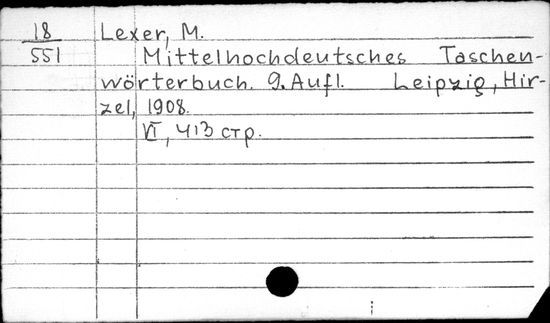 18 Lexer, M.
551 Mittelhochdeutsches Taschen-
wörterbuch. 9. Aufl. Leipzig, Hir-
zel, 1908.
VI, 413 стр.